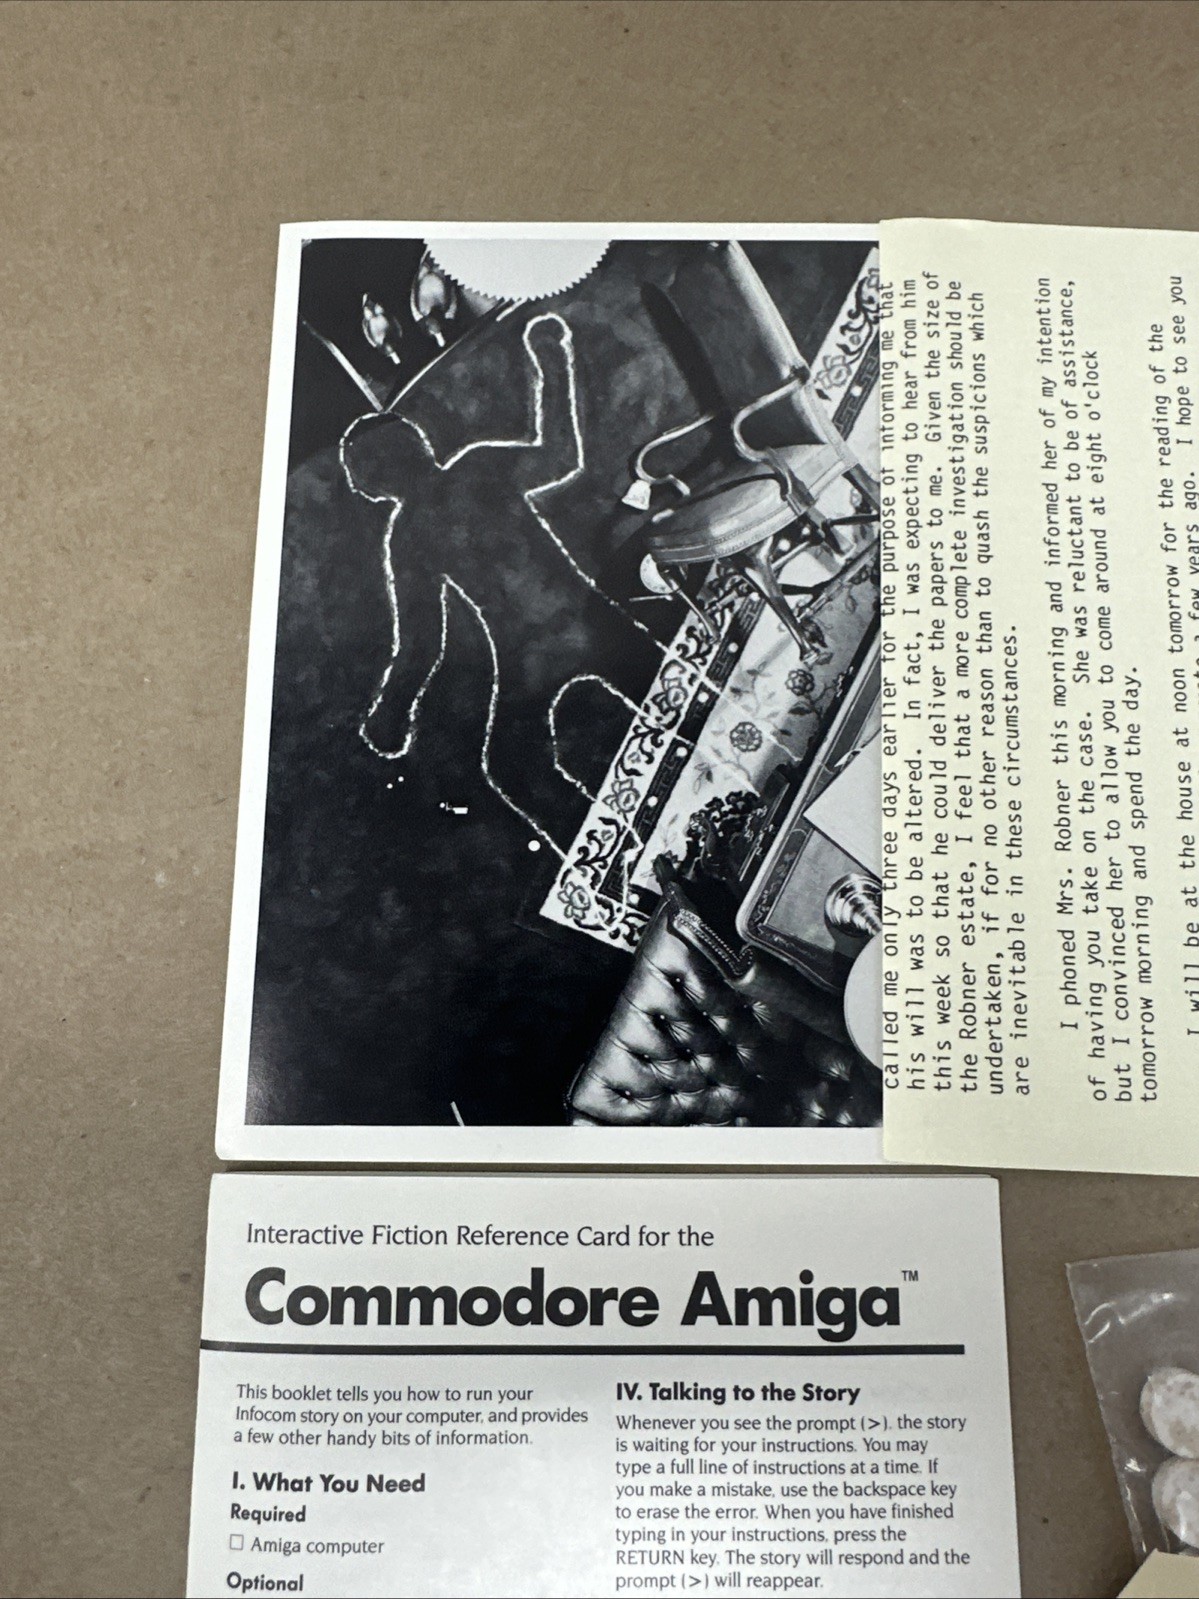 called me only three days earlier for the purpose of informing me that
his will was to be altered. In fact, I was expecting to hear from him
this week so that he could deliver the papers to me. Given the size of
the Robner estate, I feel that a more complete investigation should be
undertaken, if for no other reason than to quash the suspicions which
are inevitable in these circumstances.
I phoned Mrs. Robner this morning and informed her of my intention
of having you take on the case. She was reluctant to be of assistance,
but I convinced her to allow you to come around at eight o'clock
tomorrow morning and spend the day.
I will be at the house at noon tomorrow for the reading of the
a few years ago. I hope to see you
Interactive Fiction Reference Card for the
Commodore Amiga™
This booklet tells you how to run your
Infocom story on your computer, and provides
a few other handy bits of information.
I. What You Need
Required
☐ Amiga computer
Optional
IV. Talking to the Story
Whenever you see the prompt (>), the story
is waiting for your instructions. You may
type a full line of instructions at a time. If
you make a mistake, use the backspace key
to erase the error. When you have finished
typing in your instructions, press the
RETURN key. The story will respond and the
prompt (>) will reappear.